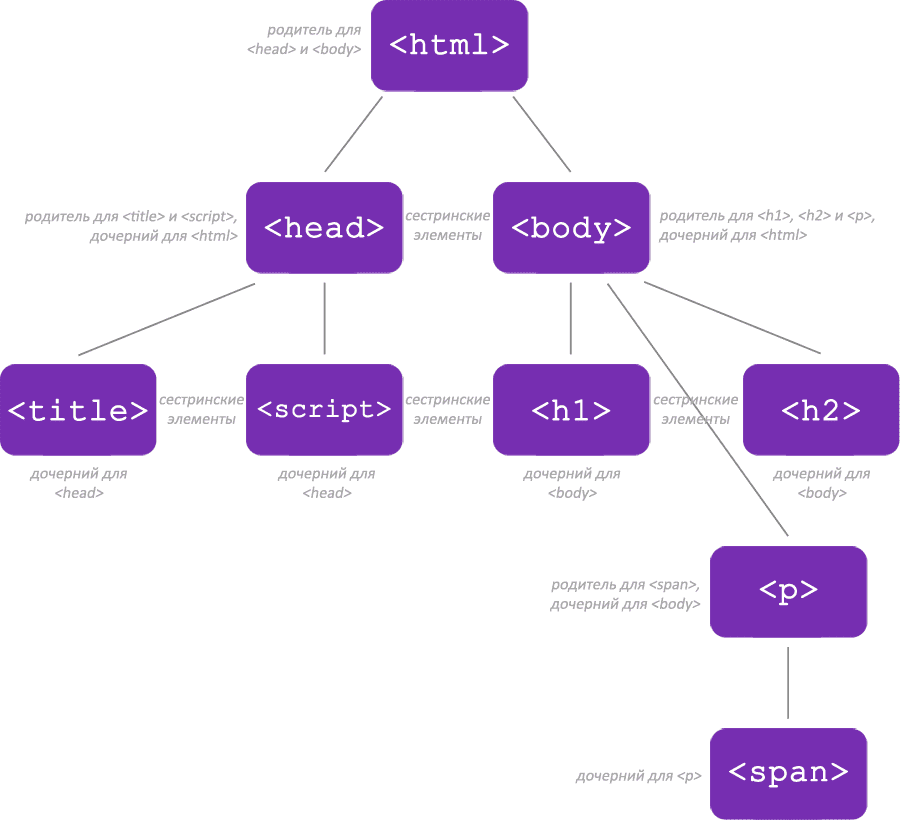 родитель для
<head> и <body>
<html>
родитель для <title> и <script>,
дочерний для <html>
<head>
сестринские
элементы
<body>
родитель для <h1>, <h2> и <p>,
дочерний для <html>
<title>
сестринские
элементы
<script>
сестринские
элементы
<h1>
сестринские
элементы
<h2>
дочерний для
<head>
дочерний для
<head>
дочерний для
<body>
дочерний для
<body>
родитель для <span>,
дочерний для <body>
<p>
дочерний для <p>
<span>